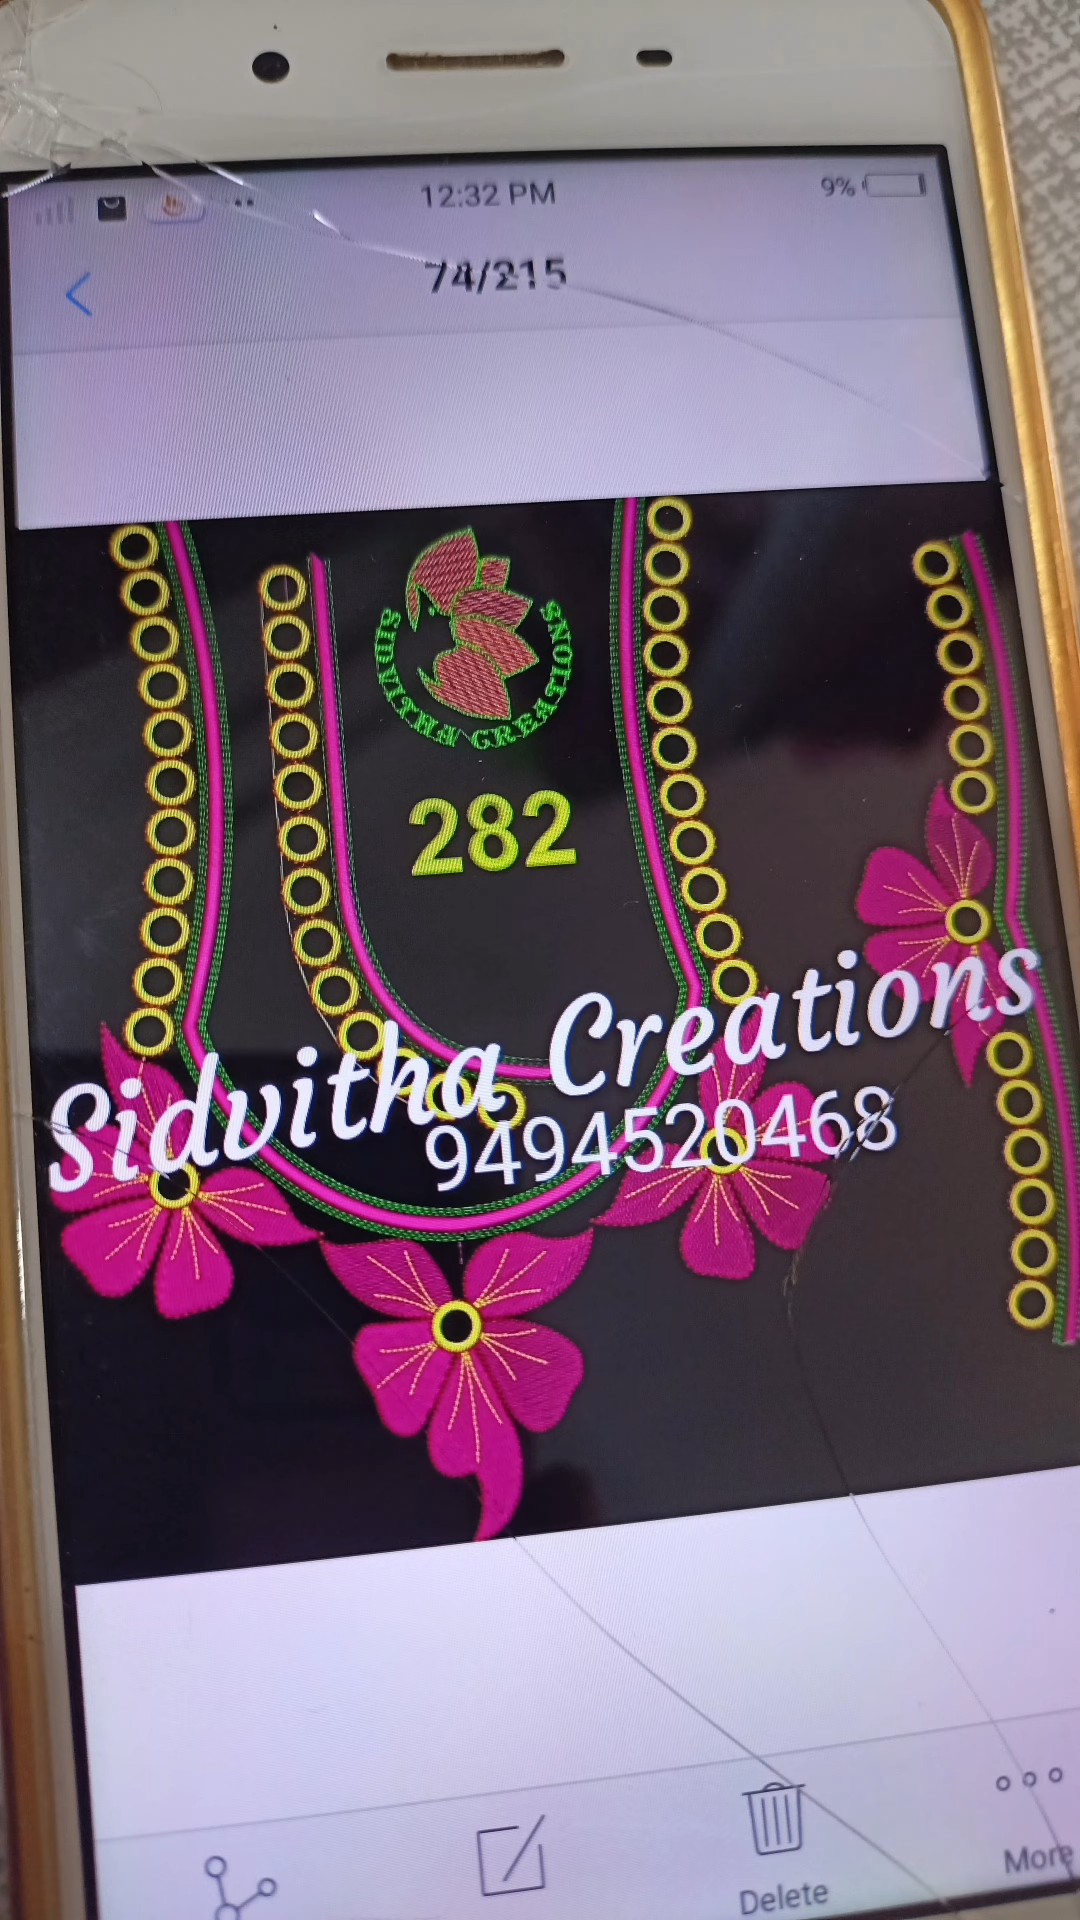 12:32 PM
9%
74/215
SIDVITHA CREATIONS
282
Sidvitha Creations
9494520468
Delete
More